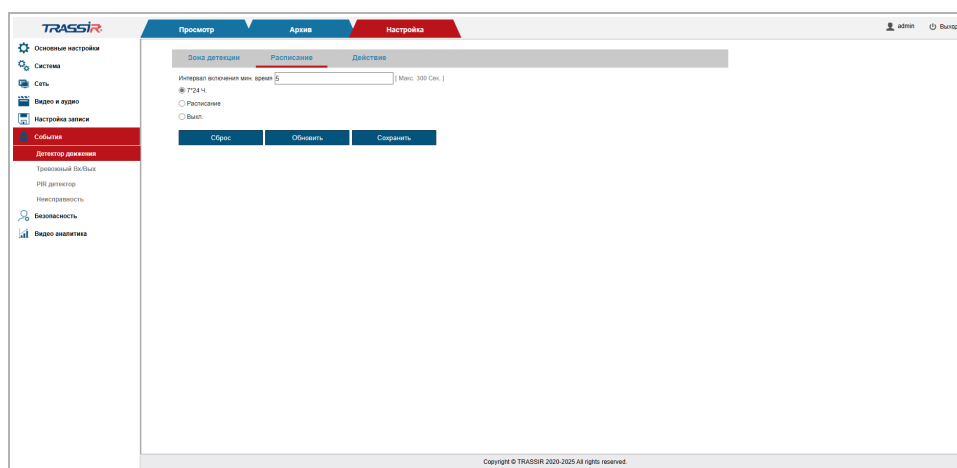 TRASSIR
Просмотр
Архив
Настройка
admin
Выход
Основные настройки
Система
Сеть
Видео и аудио
Настройка записи
События
Детектор движения
Тревожный Вх/Вых
PIR детектор
Неисправность
Безопасность
Видео аналитика
Зона детекции
Расписание
Действие
Интервал включения мин. время 5 [ Макс. 300 Сек. ]
7*24 Ч.
Расписание
Выкл.
Сброс
Обновить
Сохранить
Copyright © TRASSIR 2020-2025 All rights reserved.